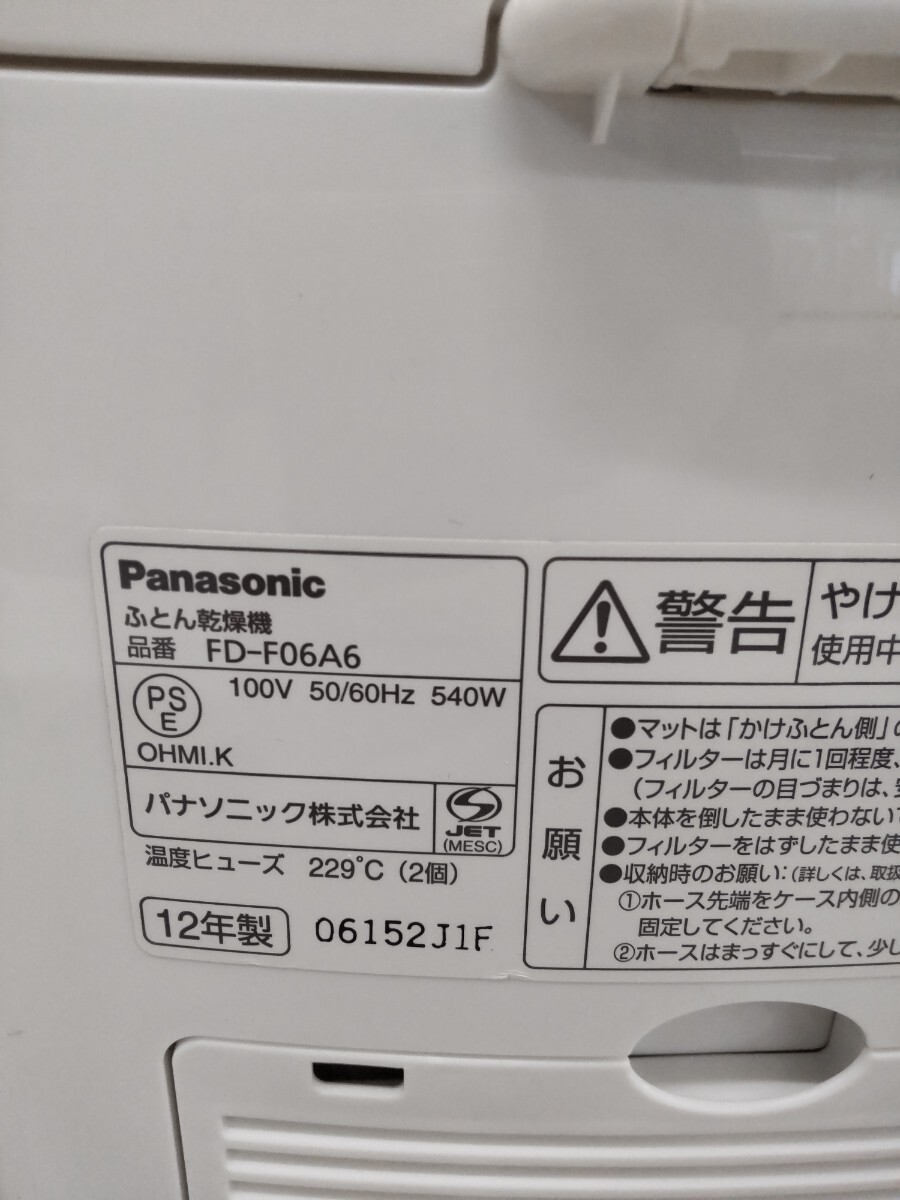 Panasonic
ふとん乾燥機
品番 FD-F06A6
PS
E
100V 50/60Hz 540W
OHMI.K
パナソニック株式会社
JET
(MESC)
温度ヒューズ 229℃(2個)
12年製 06152J1F
警告
やけ
使用中
お願い
●マットは「かけふとん側」の
●フィルターは月に1回程度、
(フィルターの目づまりは、
●本体を倒したまま使わない
●フィルターをはずしたまま使
●収納時のお願い:(詳しくは、取扱
①ホース先端をケース内側の
固定してください。
②ホースはまっすぐにして、少し